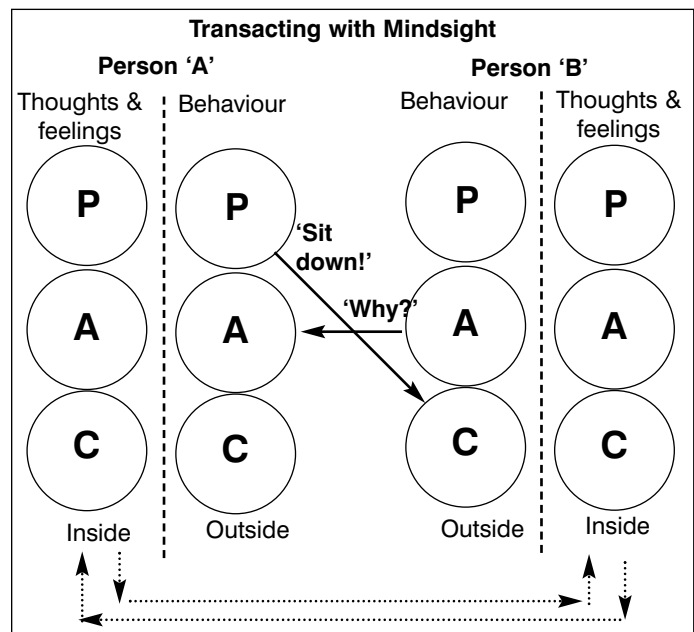 Transacting with Mindsight
Person ‘A’
Person ‘B’
Thoughts &
feelings
Behaviour
Behaviour
Thoughts &
feelings
P
P
P
P
‘Sit
down!’
‘Why?’
A
A
A
A
C
C
C
C
Inside
Outside
Outside
Inside